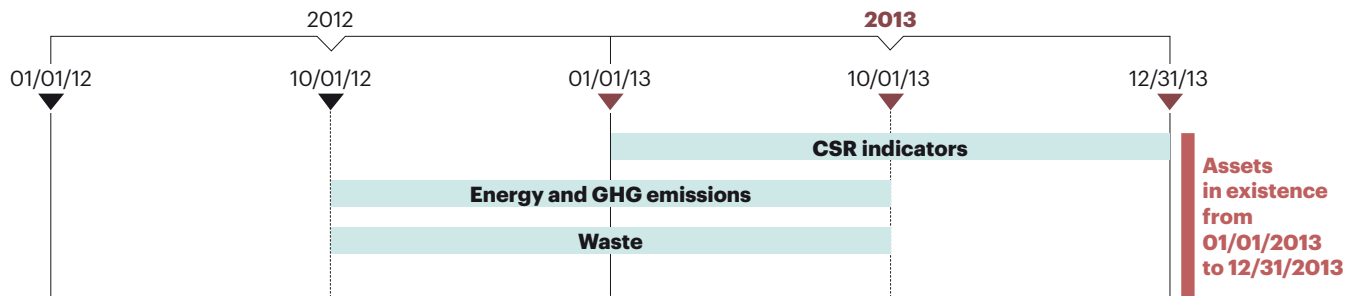 2012
2013
01/01/12
10/01/12
01/01/13
10/01/13
12/31/13
CSR indicators
Energy and GHG emissions
Waste
Assets
in existence
from
01/01/2013
to 12/31/2013